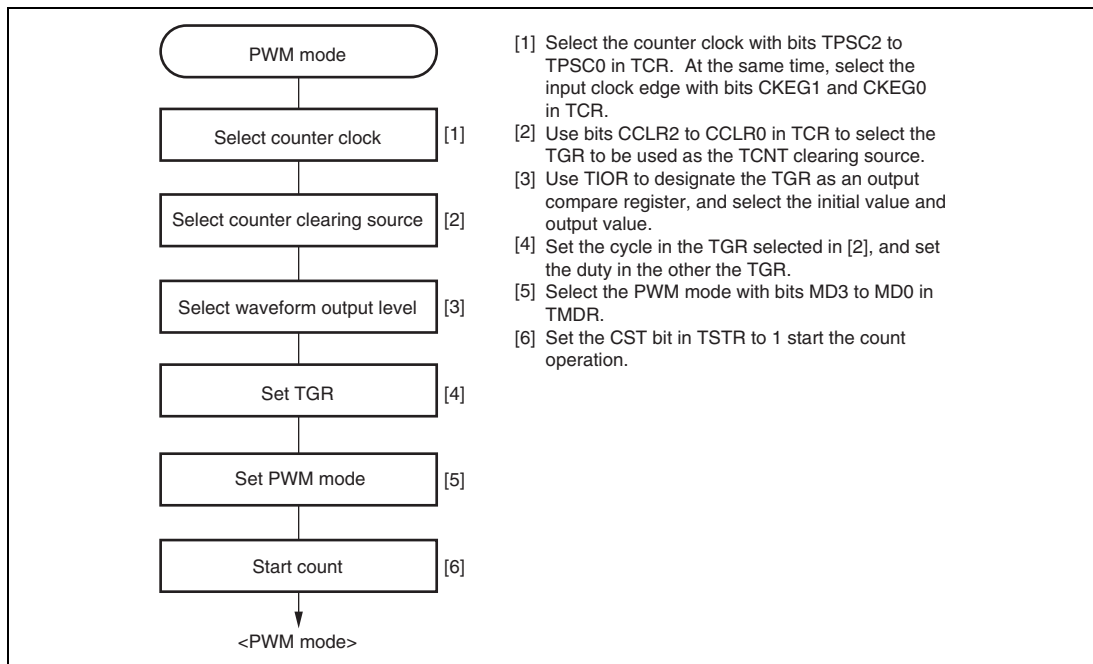 PWM mode
Select counter clock [1]
Select counter clearing source [2]
Select waveform output level [3]
Set TGR [4]
Set PWM mode [5]
Start count [6]
<PWM mode>
[1] Select the counter clock with bits TPSC2 to
TPSC0 in TCR. At the same time, select the
input clock edge with bits CKEG1 and CKEG0
in TCR.
[2] Use bits CCLR2 to CCLR0 in TCR to select the
TGR to be used as the TCNT clearing source.
[3] Use TIOR to designate the TGR as an output
compare register, and select the initial value and
output value.
[4] Set the cycle in the TGR selected in [2], and set
the duty in the other the TGR.
[5] Select the PWM mode with bits MD3 to MD0 in
TMDR.
[6] Set the CST bit in TSTR to 1 start the count
operation.